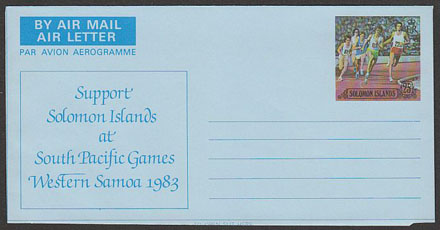 BY AIR MAIL
AIR LETTER
PAR AVION AEROGRAMME
SOLOMON ISLANDS
Support
Solomon Islands
at
South Pacific Games
Western Samoa 1983